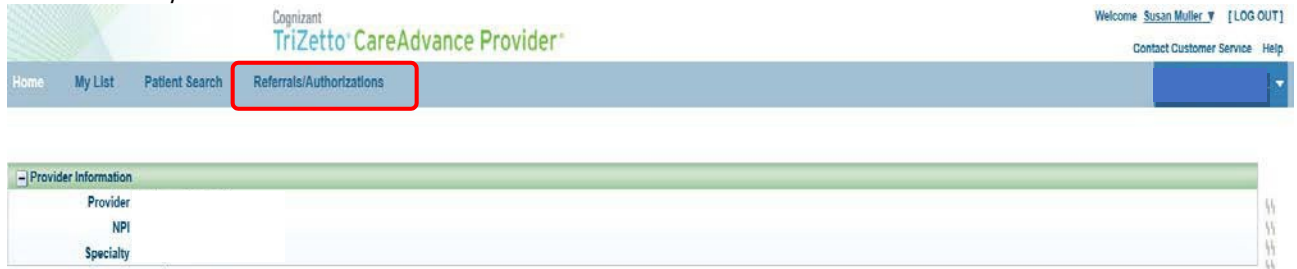 Cognizant
TriZetto® CareAdvance Provider®
Welcome Susan Muller ▼ [LOG OUT]
Contact Customer Service Help
Home My List Patient Search Referrals/Authorizations
Provider Information
Provider
NPI
Specialty